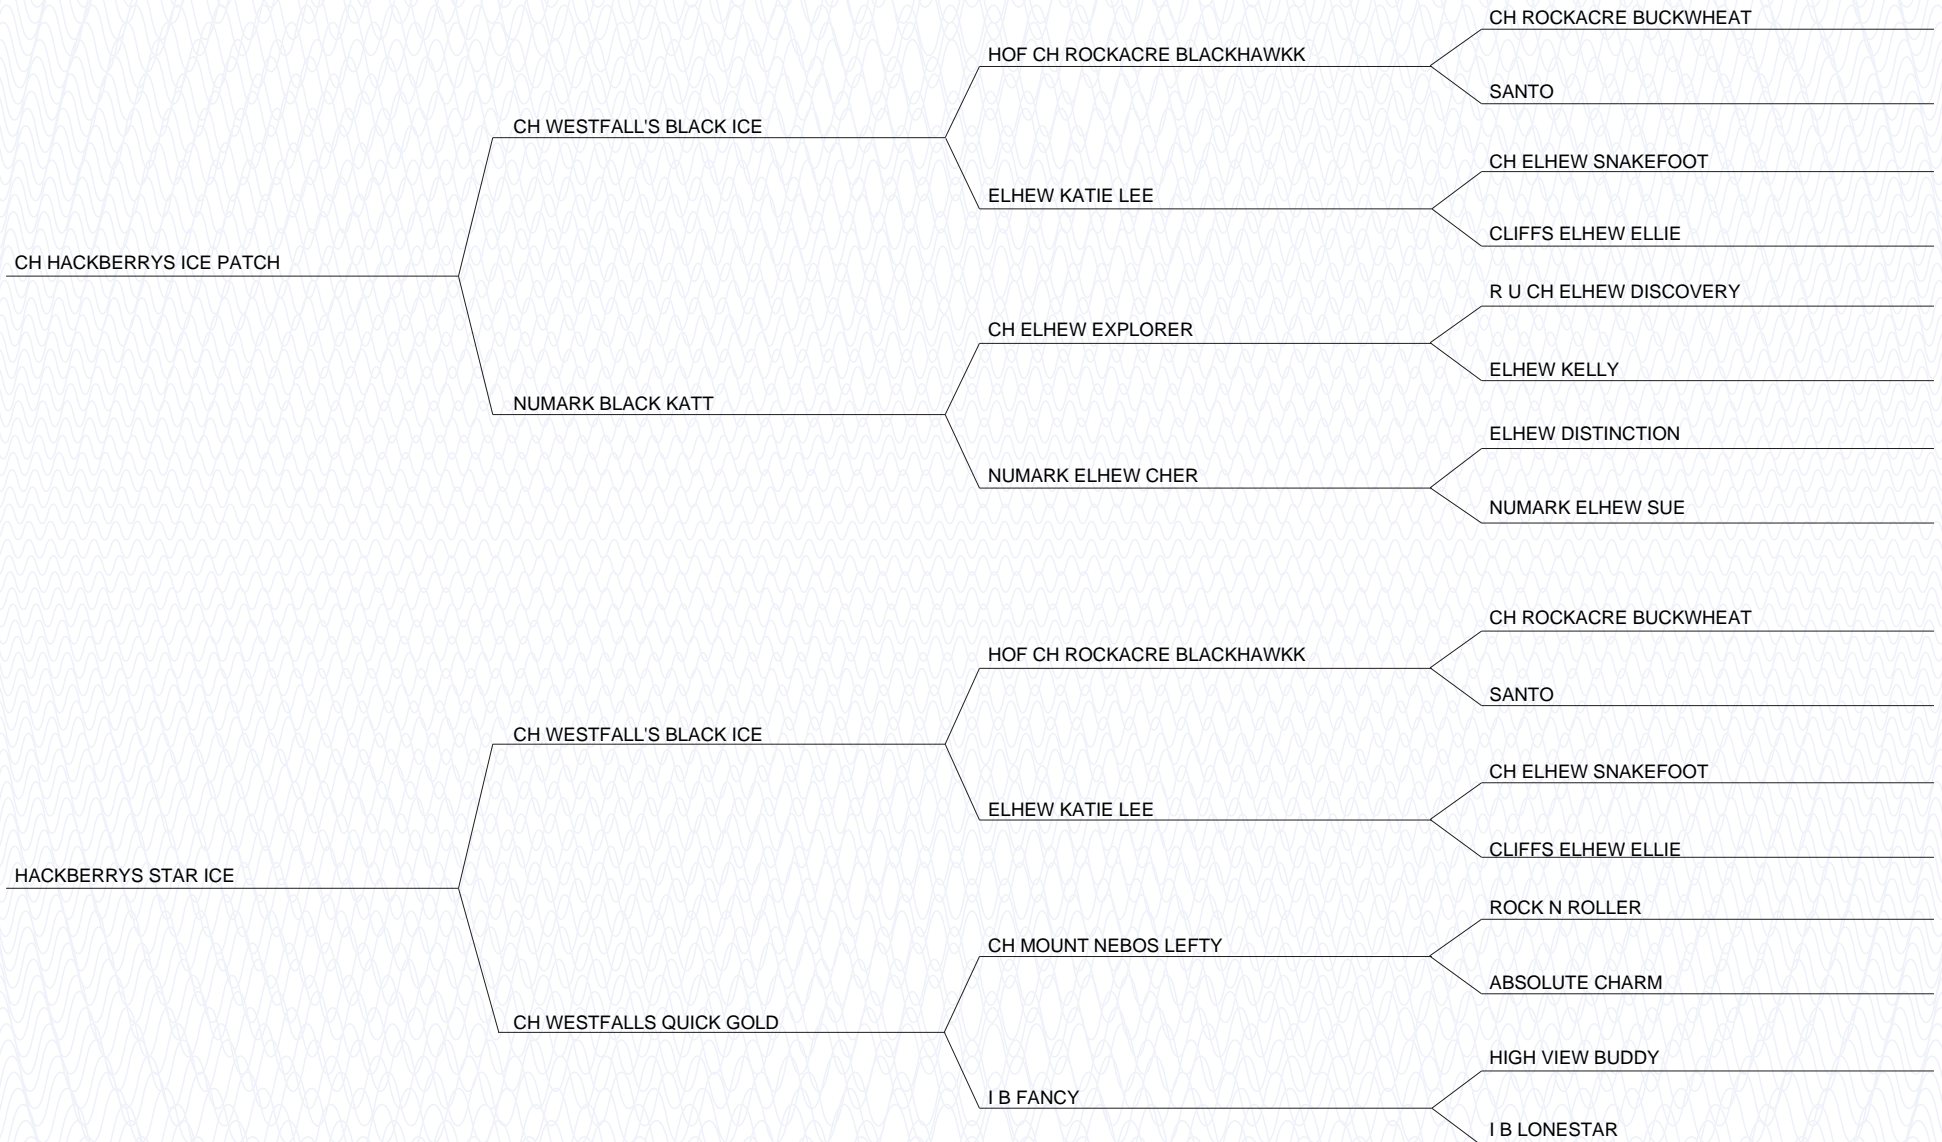 CH ROCKACRE BUCKWHEAT
HOF CH ROCKACRE BLACKHAWKK
SANTO
CH WESTFALL'S BLACK ICE
CH ELHEW SNAKEFOOT
ELHEW KATIE LEE
CLIFFS ELHEW ELLIE
CH HACKBERRYS ICE PATCH
R U CH ELHEW DISCOVERY
CH ELHEW EXPLORER
ELHEW KELLY
NUMARK BLACK KATT
ELHEW DISTINCTION
NUMARK ELHEW CHER
NUMARK ELHEW SUE
CH ROCKACRE BUCKWHEAT
HOF CH ROCKACRE BLACKHAWKK
SANTO
CH WESTFALL'S BLACK ICE
CH ELHEW SNAKEFOOT
ELHEW KATIE LEE
CLIFFS ELHEW ELLIE
HACKBERRYS STAR ICE
ROCK N ROLLER
CH MOUNT NEBOS LEFTY
ABSOLUTE CHARM
CH WESTFALLS QUICK GOLD
HIGH VIEW BUDDY
I B FANCY
I B LONESTAR